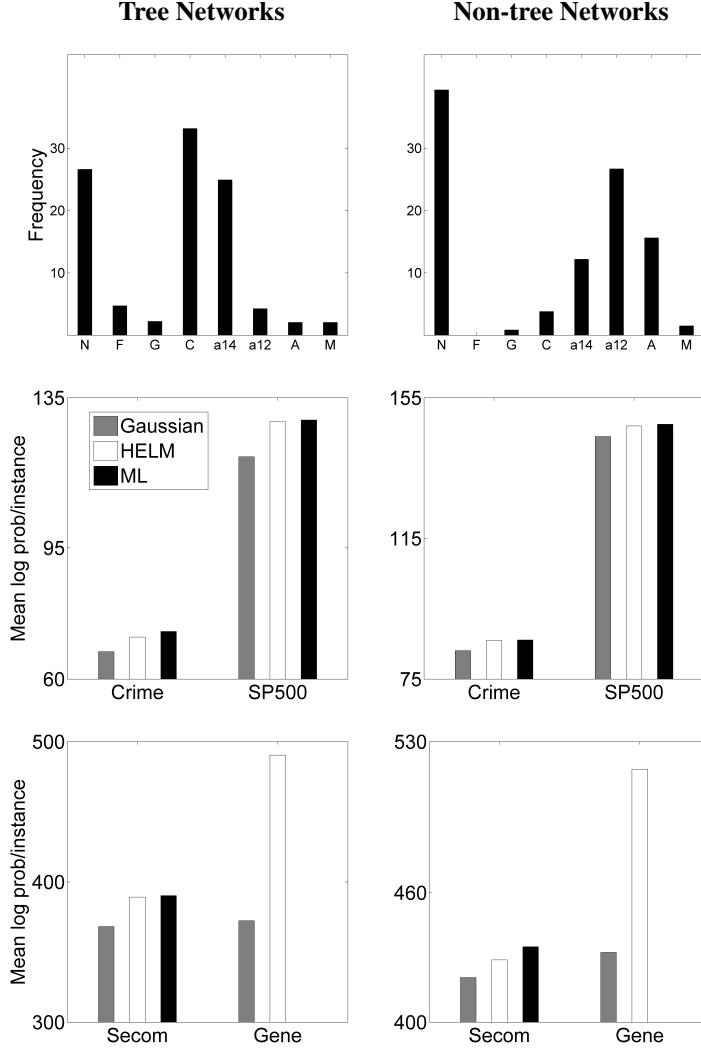 Tree Networks
Non-tree Networks
Frequency
30
20
10
N F G C a14 a12 A M
30
20
10
N F G C a14 a12 A M
Mean log prob/instance
135
95
60
Gaussian
HELM
ML
Crime SP500
155
115
75
Crime SP500
Mean log prob/instance
500
400
300
Secom Gene
530
460
400
Secom Gene